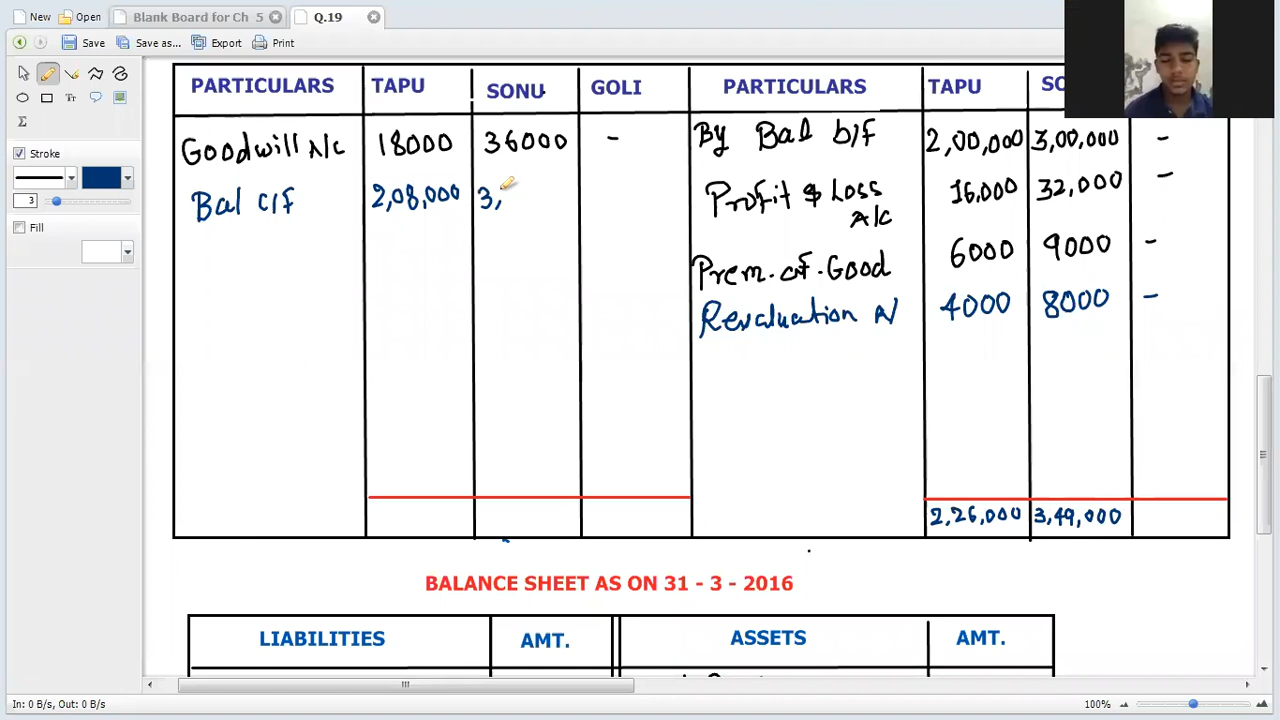 New Open Blank Board for Ch 5 Q.19
Save Save as... Export Print
Stroke
3
Fill
PARTICULARS TAPU SONU GOLI PARTICULARS TAPU SO
Goodwill A/c 18000 36000 - By Bal b/f 2,00,000 3,00,000 -
Bal C/f 2,08,000 3, Profit & Loss A/c 16,000 32,000 -
Prem. of. Good 6000 9000 -
Revaluation A/ 4000 8000 -
2,26,000 3,49,000
BALANCE SHEET AS ON 31 - 3 - 2016
LIABILITIES AMT. ASSETS AMT.
In: 0 B/s, Out: 0 B/s 100%